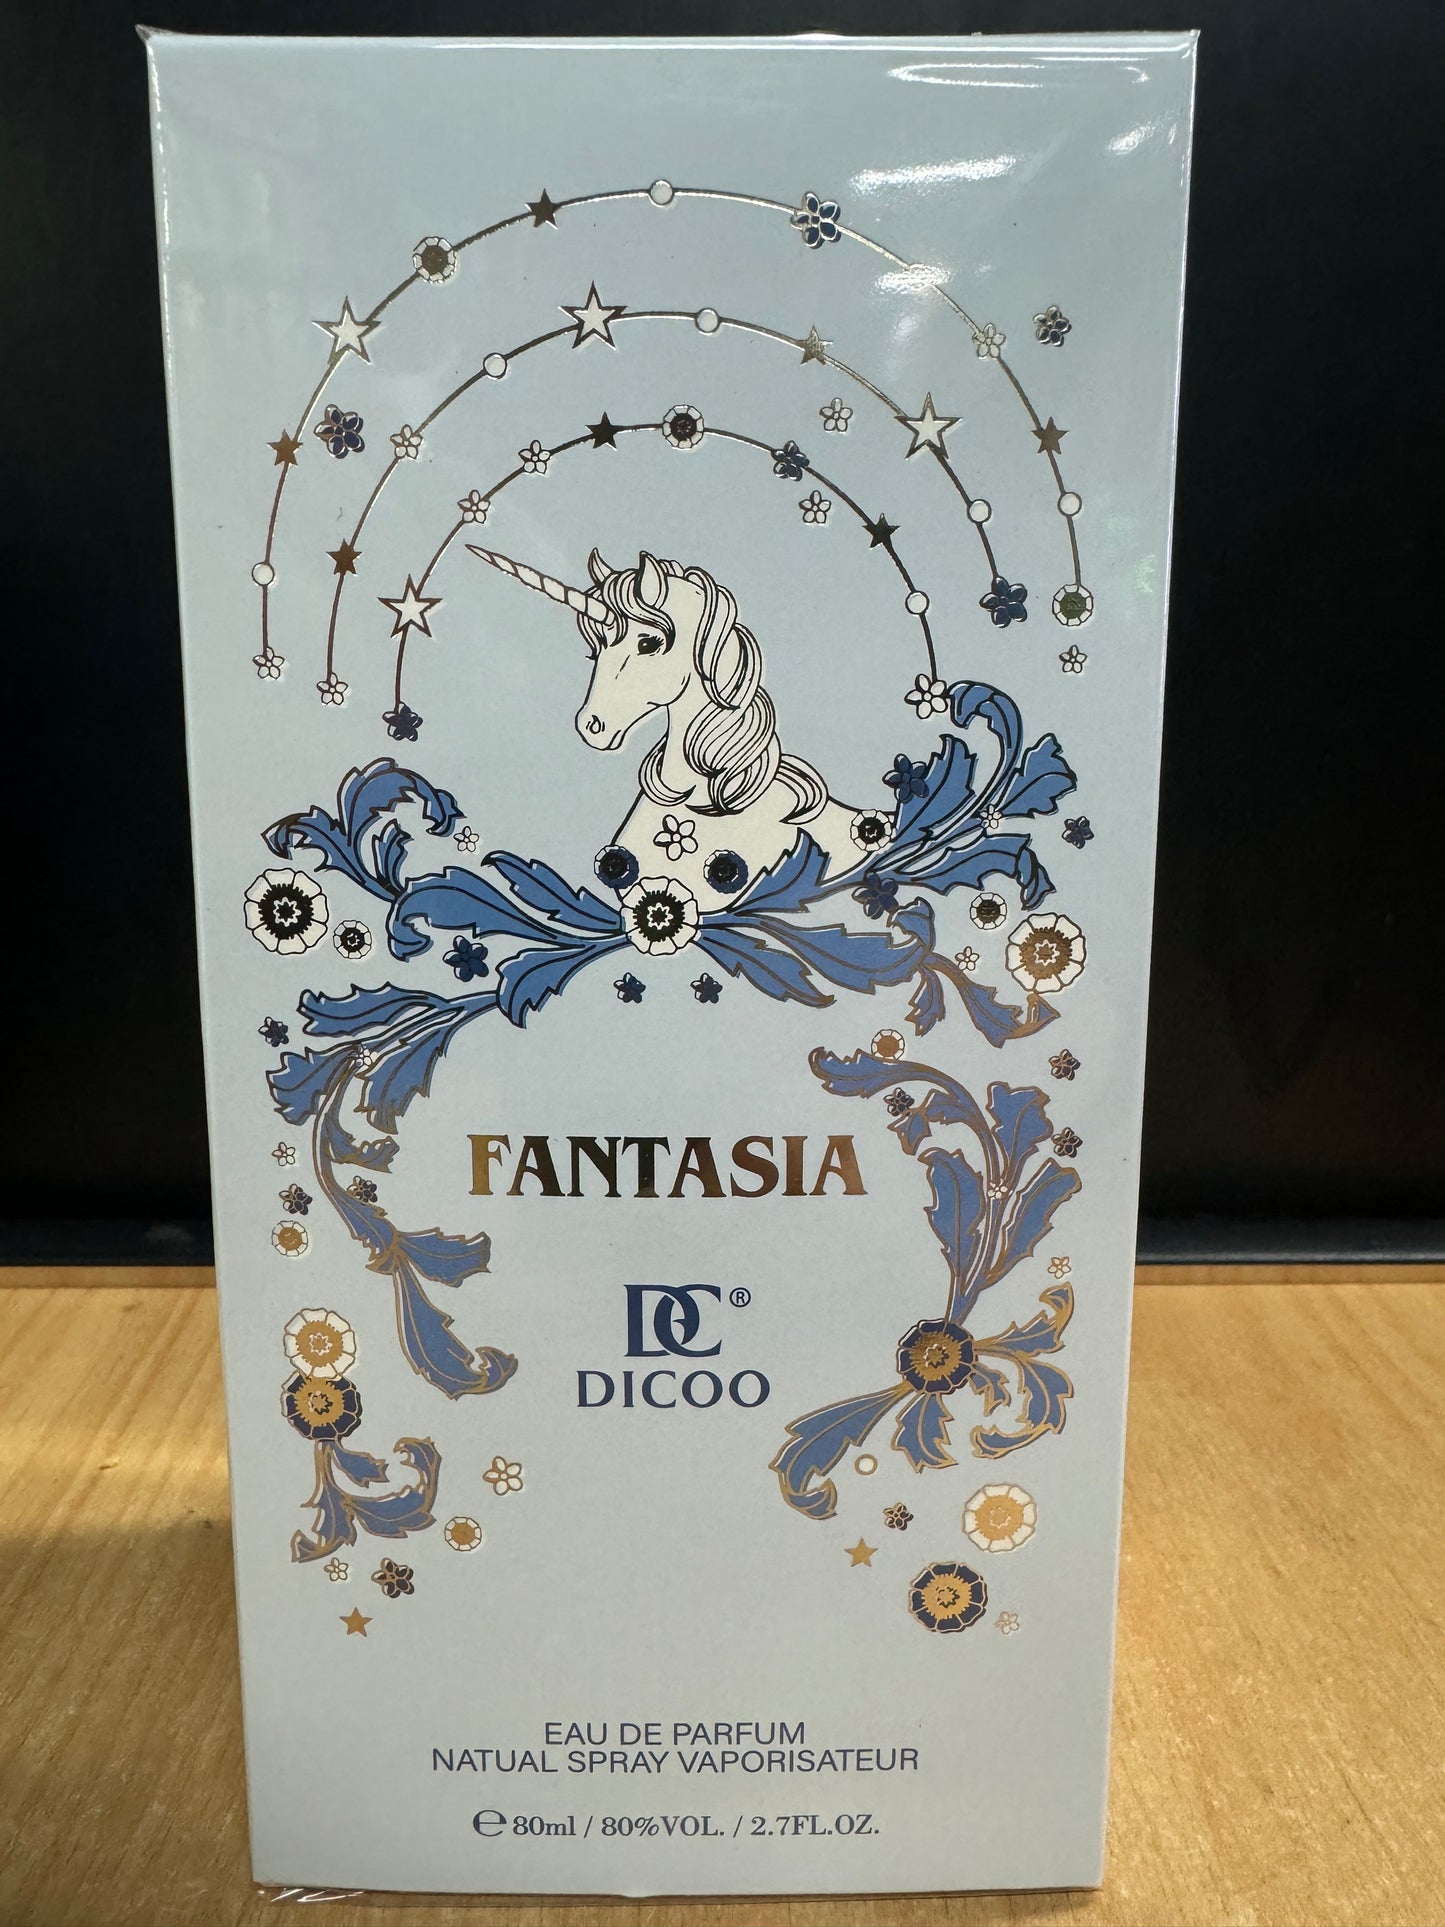 FANTASIA
DC®
DICOO
EAU DE PARFUM
NATUAL SPRAY VAPORISATEUR
℮ 80ml / 80%VOL. / 2.7FL.OZ.